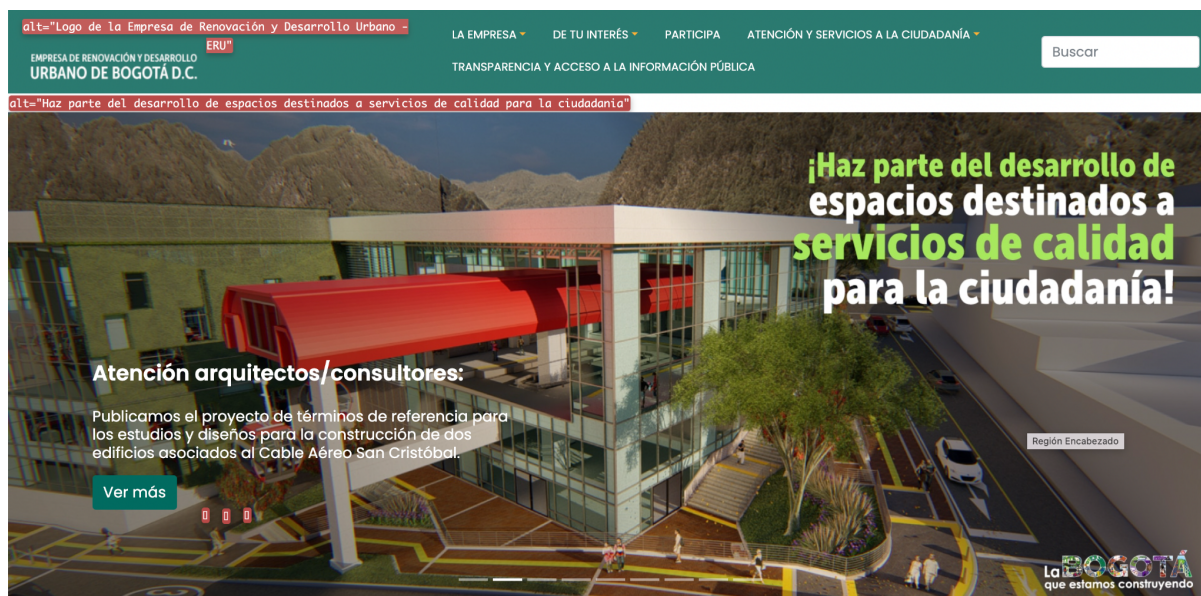 alt="Logo de la Empresa de Renovación y Desarrollo Urbano -
ERU"
EMPRESA DE RENOVACIÓN Y DESARROLLO
URBANO DE BOGOTÁ D.C.
LA EMPRESA DE TU INTERÉS PARTICIPA ATENCIÓN Y SERVICIOS A LA CIUDADANÍA
TRANSPARENCIA Y ACCESO A LA INFORMACIÓN PÚBLICA
Buscar
alt="Haz parte del desarrollo de espacios destinados a servicios de calidad para la ciudadania"
¡Haz parte del desarrollo de
espacios destinados a
servicios de calidad
para la ciudadanía!
Atención arquitectos/consultores:
Publicamos el proyecto de términos de referencia para
los estudios y diseños para la construcción de dos
edificios asociados al Cable Aéreo San Cristóbal.
Región Encabezado
Ver más
La BOGOTÁ
que estamos construyendo